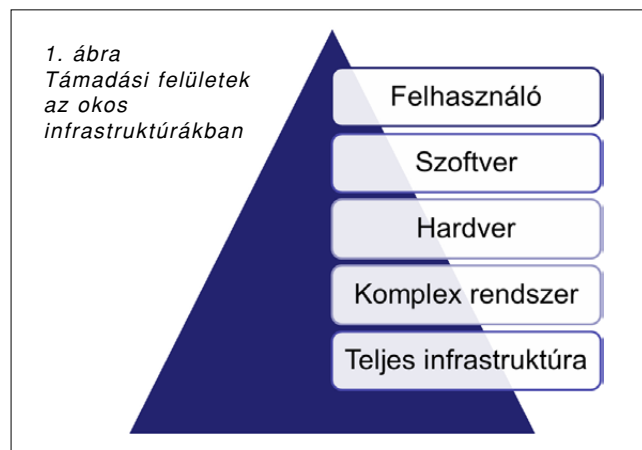 1. ábra
Támadási felületek
az okos
infrastruktúrákban
Felhasználó
Szoftver
Hardver
Komplex rendszer
Teljes infrastruktúra